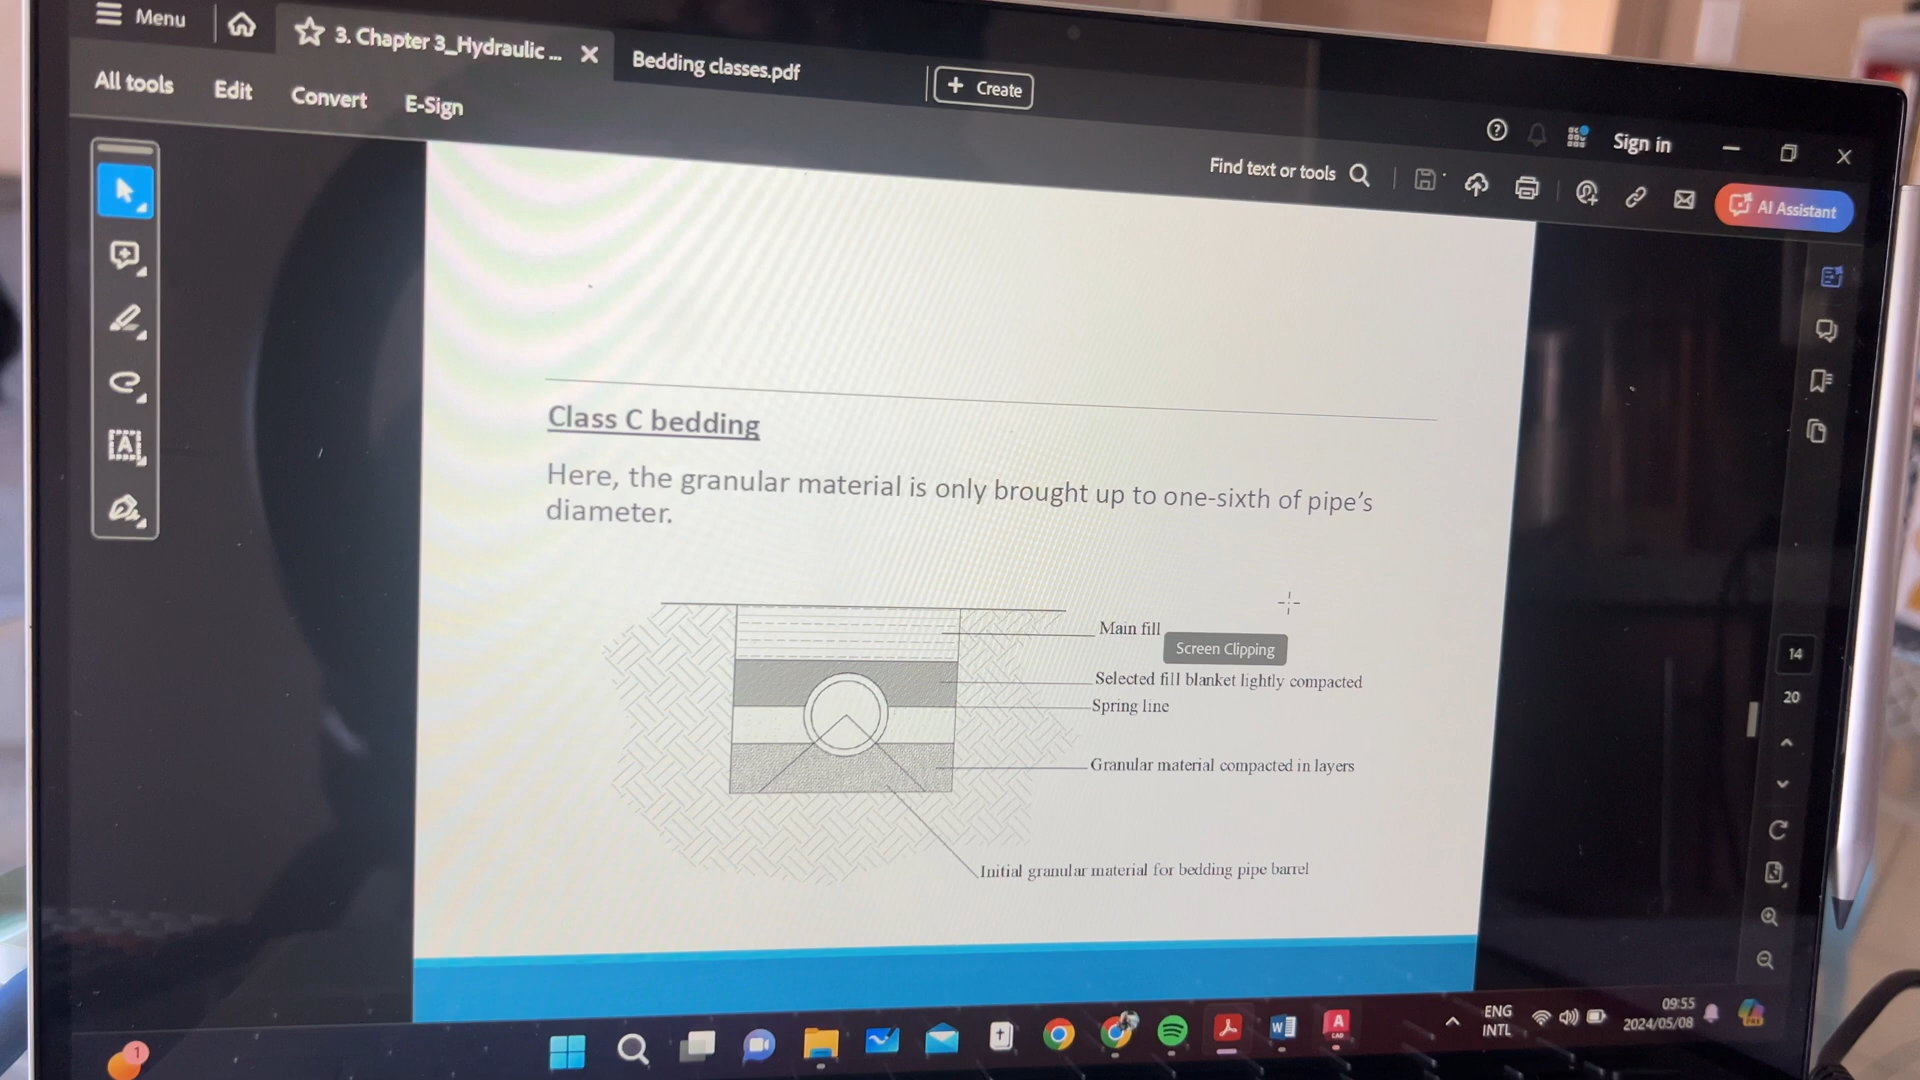 Menu
3. Chapter 3_Hydraulic ...
Bedding classes.pdf
Create
All tools
Edit
Convert
E-Sign
Sign in
Find text or tools
AI Assistant
Class C bedding
Here, the granular material is only brought up to one-sixth of pipe's
diameter.
Main fill
Screen Clipping
Selected fill blanket lightly compacted
Spring line
Granular material compacted in layers
Initial granular material for bedding pipe barrel
14
20
09:55
ENG
INTL
2024/05/08
1